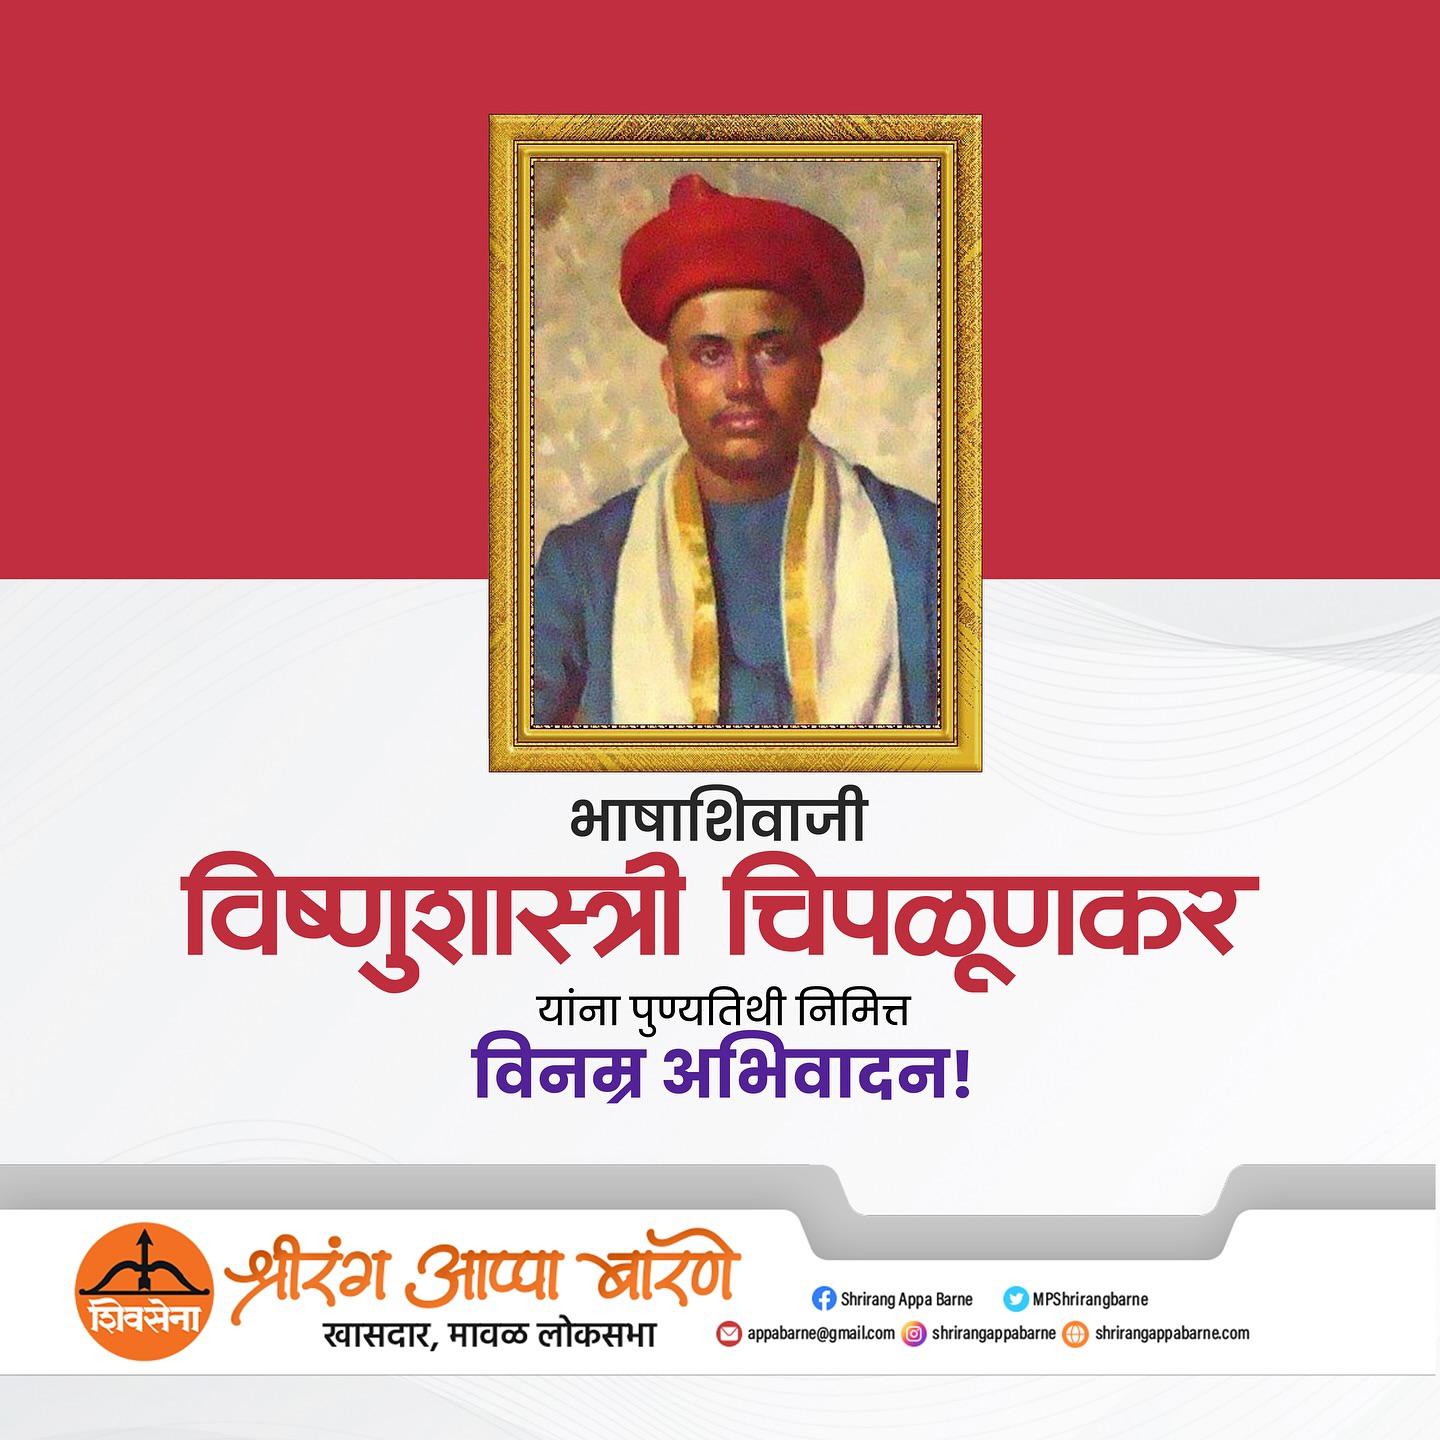 भाषाशिवाजी
विष्णुशास्त्री चिपळूणकर
यांना पुण्यतिथी निमित्त
विनम्र अभिवादन!
शिवसेना
श्रीरंग आप्पा बारणे
खासदार, मावळ लोकसभा
Shrirang Appa Barne MPShrirangbarne
appabarne@gmail.com shrirangappabarne shrirangappabarne.com